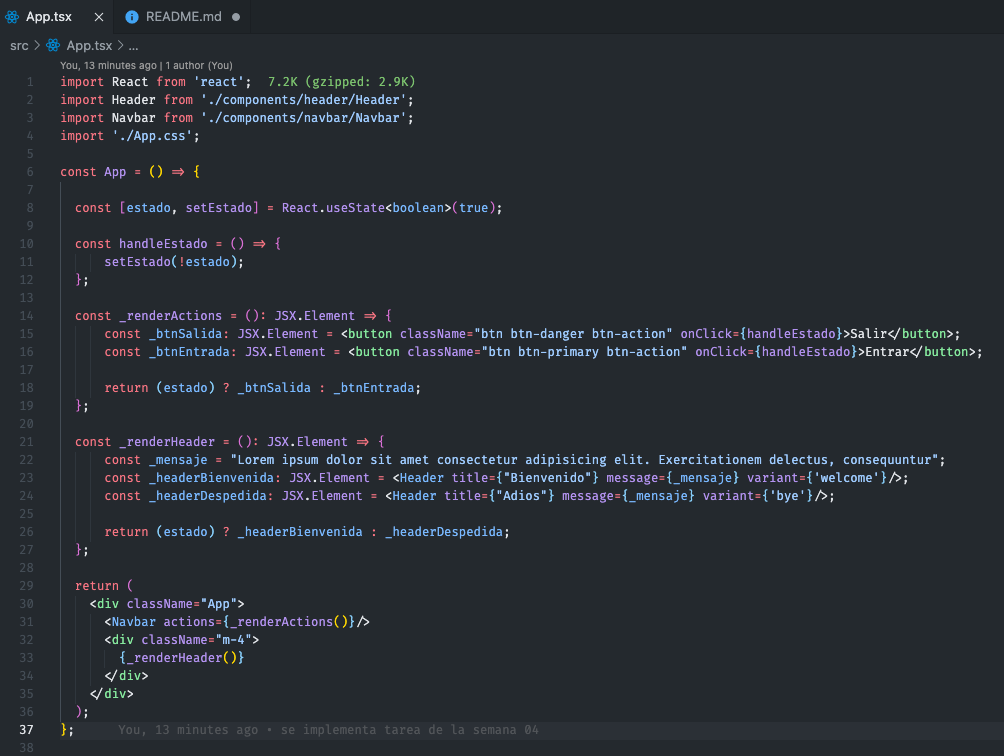 App.tsx × README.md ●
src > App.tsx > ...
You, 13 minutes ago | 1 author (You)
1 import React from 'react'; 7.2K (gzipped: 2.9K)
2 import Header from './components/header/Header';
3 import Navbar from './components/navbar/Navbar';
4 import './App.css';
5
6 const App = () => {
7
8 const [estado, setEstado] = React.useState<boolean>(true);
9
10 const handleEstado = () => {
11 setEstado(!estado);
12 };
13
14 const _renderActions = (): JSX.Element => {
15 const _btnSalida: JSX.Element = <button className="btn btn-danger btn-action" onClick={handleEstado}>Salir</button>;
16 const _btnEntrada: JSX.Element = <button className="btn btn-primary btn-action" onClick={handleEstado}>Entrar</button>;
17
18 return (estado) ? _btnSalida : _btnEntrada;
19 };
20
21 const _renderHeader = (): JSX.Element => {
22 const _mensaje = "Lorem ipsum dolor sit amet consectetur adipisicing elit. Exercitationem delectus, consequuntur";
23 const _headerBienvenida: JSX.Element = <Header title={"Bienvenido"} message={_mensaje} variant={'welcome'}/>;
24 const _headerDespedida: JSX.Element = <Header title={"Adios"} message={_mensaje} variant={'bye'}/>;
25
26 return (estado) ? _headerBienvenida : _headerDespedida;
27 };
28
29 return (
30 <div className="App">
31 <Navbar actions={_renderActions()}/>
32 <div className="m-4">
33 {_renderHeader()}
34 </div>
35 </div>
36 );
37 }; You, 13 minutes ago • se implementa tarea de la semana 04
38